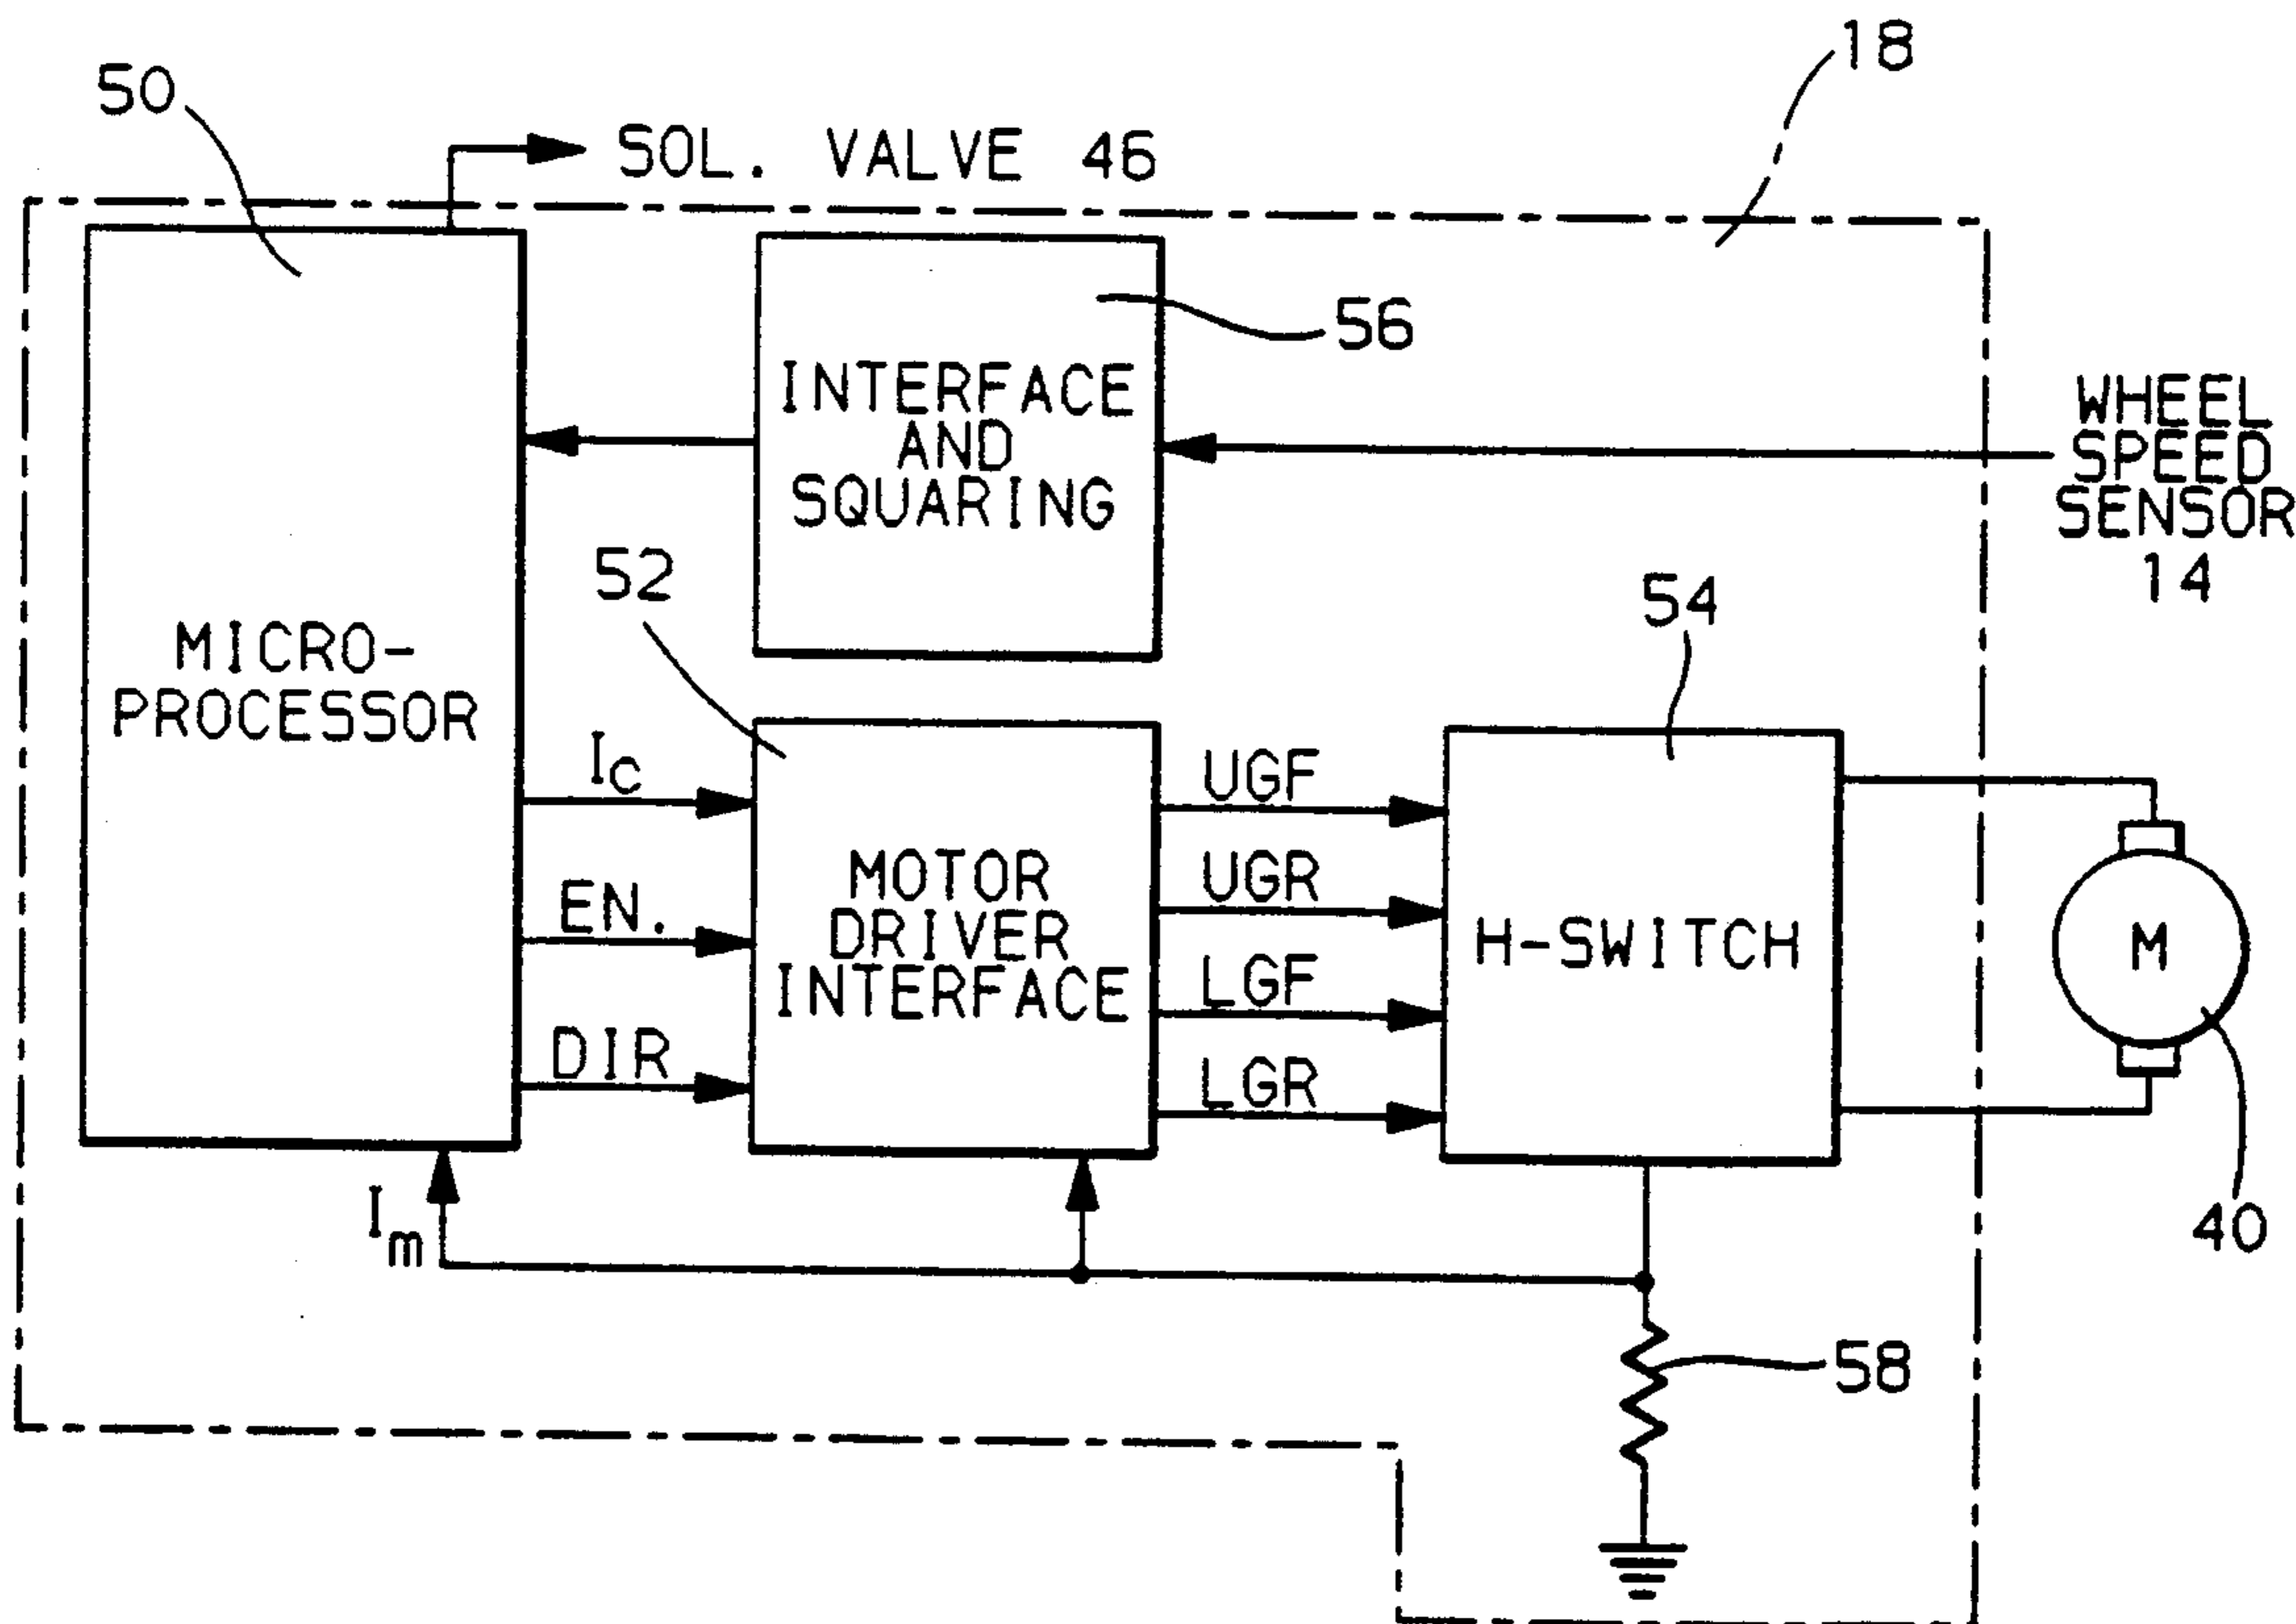 18
50
SOL. VALVE 46
56
INTERFACE
AND
SQUARING
WHEEL
SPEED
SENSOR
14
52
54
MICRO-
PROCESSOR
Ic
EN.
DIR
MOTOR
DRIVER
INTERFACE
UGF
UGR
LGF
LGR
H-SWITCH
M
40
Im
58